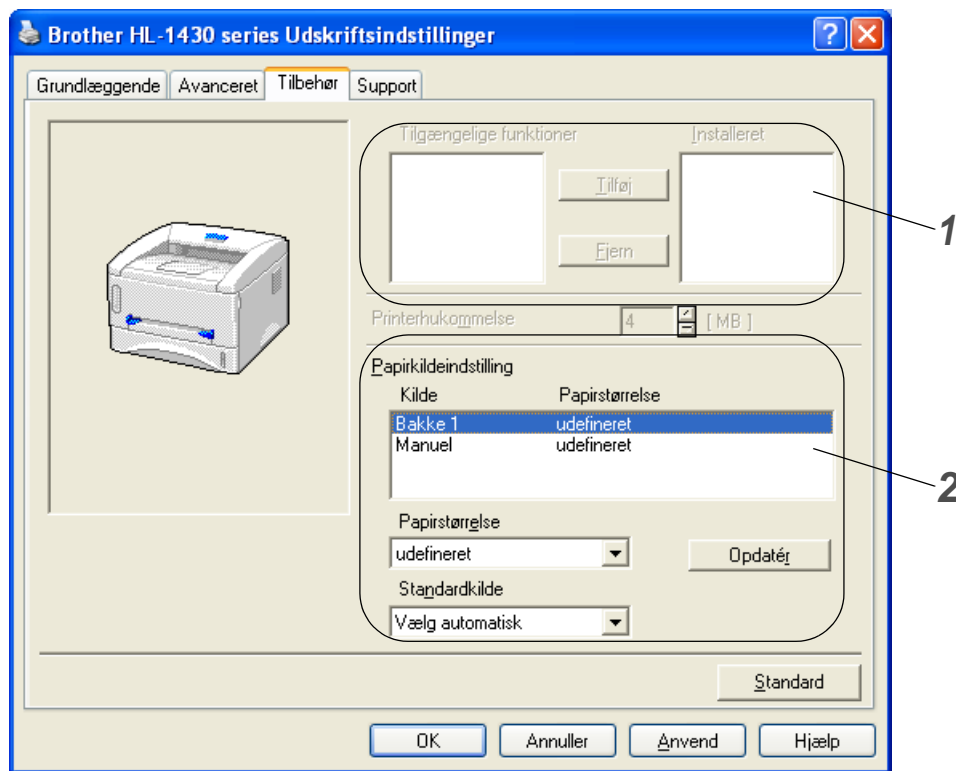 Brother HL-1430 series Udskriftsindstillinger
Grundlæggende Avanceret Tilbehør Support
Tilgængelige funktioner Installeret
Tilføj
1
Fjern
Printerhukommelse 4 [ MB ]
Papirkildeindstilling
Kilde Papirstørrelse
Bakke 1 udefineret
Manuel udefineret
2
Papirstørrelse
udefineret Opdatér
Standardkilde
Vælg automatisk
Standard
OK Annuller Anvend Hjælp